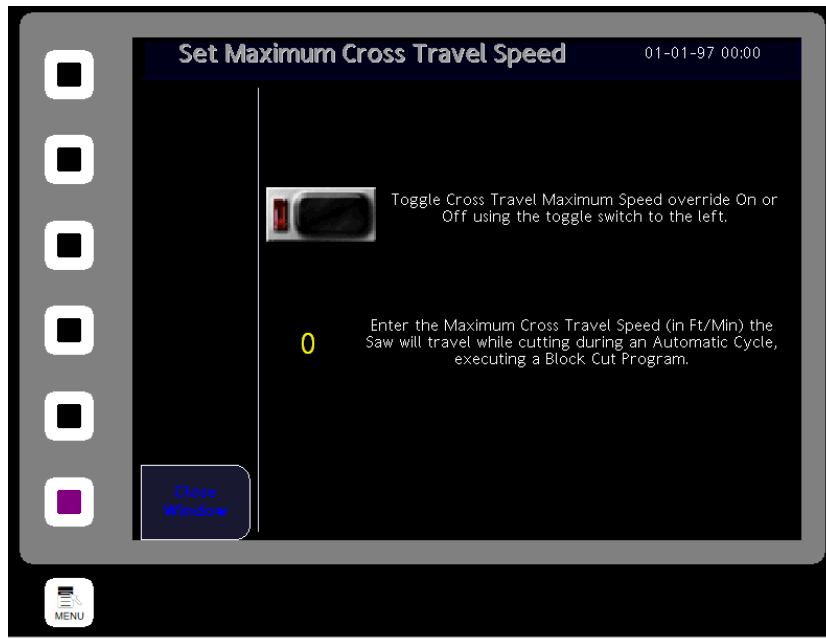 Set Maximum Cross Travel Speed
01-01-97 00:00
Toggle Cross Travel Maximum Speed override On or
Off using the toggle switch to the left.
0
Enter the Maximum Cross Travel Speed (in Ft/Min) the
Saw will travel while cutting during an Automatic Cycle,
executing a Block Cut Program.
Close
Window
MENU